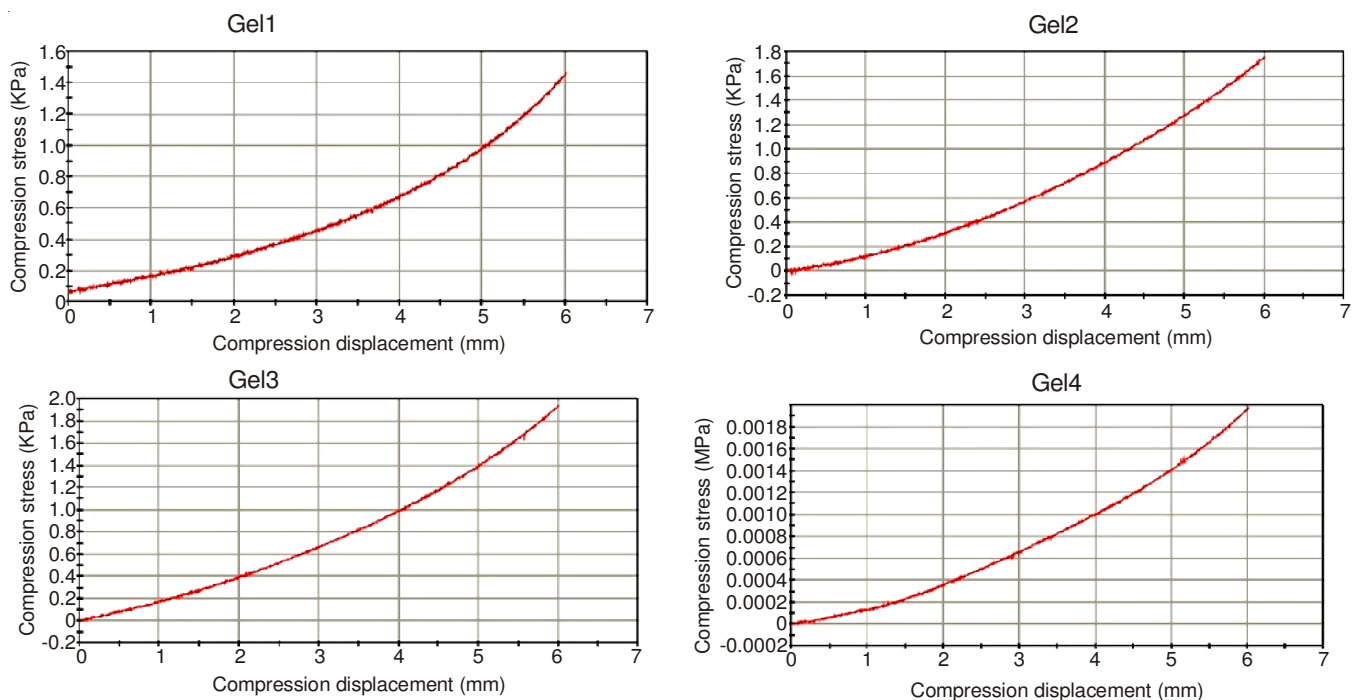 Gel1
Compression stress (KPa)
1.6
1.4
1.2
1.0
0.8
0.6
0.4
0.2
0
0 1 2 3 4 5 6 7
Compression displacement (mm)
Gel2
Compression stress (KPa)
1.8
1.6
1.4
1.2
1.0
0.8
0.6
0.4
0.2
0
-0.2
0 1 2 3 4 5 6 7
Compression displacement (mm)
Gel3
Compression stress (KPa)
2.0
1.8
1.6
1.4
1.2
1.0
0.8
0.6
0.4
0.2
0
-0.2
0 1 2 3 4 5 6 7
Compression displacement (mm)
Gel4
Compression stress (MPa)
0.0018
0.0016
0.0014
0.0012
0.0010
0.0008
0.0006
0.0004
0.0002
0
-0.0002
0 1 2 3 4 5 6 7
Compression displacement (mm)